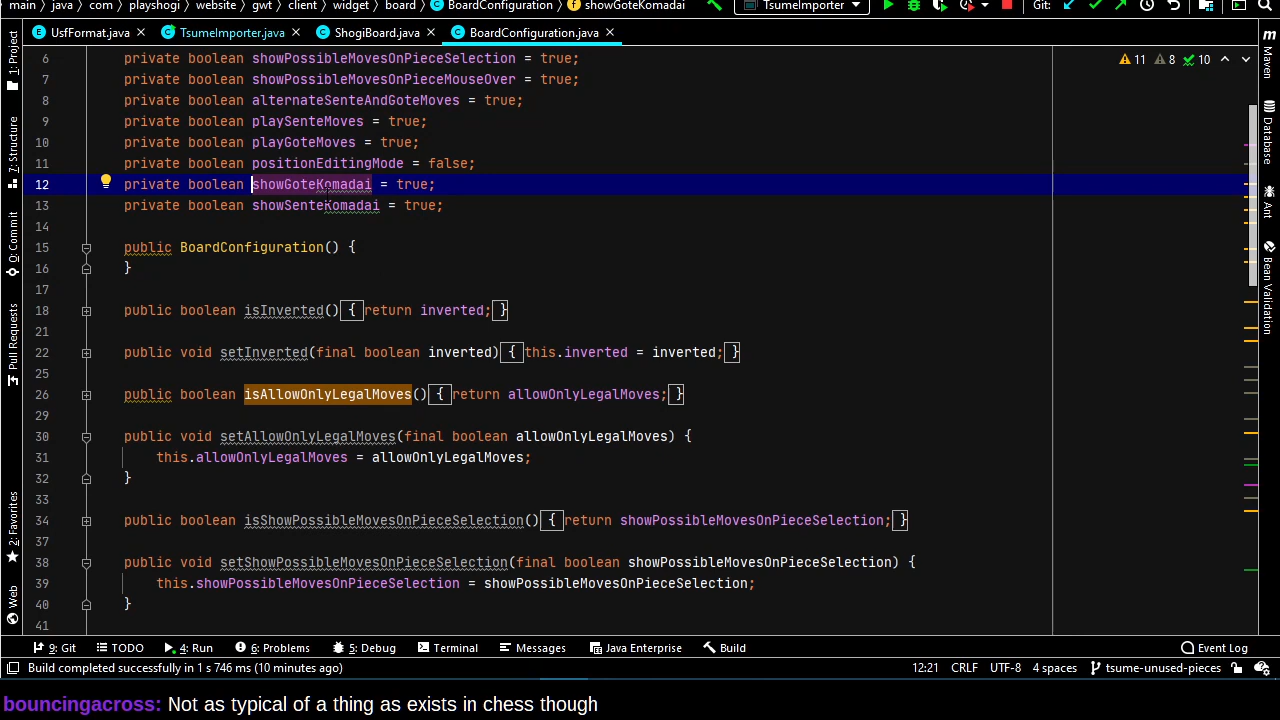 main / java / com / playshogi / website / gwt / client / widget / board / BoardConfiguration / showGoteKomadai TsumeImporter Git:
UsfFormat.java TsumeImporter.java ShogiBoard.java BoardConfiguration.java
6 private boolean showPossibleMovesOnPieceSelection = true; 11 8 10
7 private boolean showPossibleMovesOnPieceMouseOver = true;
8 private boolean alternateSenteAndGoteMoves = true;
9 private boolean playSenteMoves = true;
10 private boolean playGoteMoves = true;
11 private boolean positionEditingMode = false;
12 private boolean showGoteKomadai = true;
13 private boolean showSenteKomadai = true;
14
15 public BoardConfiguration() {
16 }
17
18 public boolean isInverted() { return inverted; }
21
22 public void setInverted(final boolean inverted) { this.inverted = inverted; }
25
26 public boolean isAllowOnlyLegalMoves() { return allowOnlyLegalMoves; }
29
30 public void setAllowOnlyLegalMoves(final boolean allowOnlyLegalMoves) {
31 this.allowOnlyLegalMoves = allowOnlyLegalMoves;
32 }
33
34 public boolean isShowPossibleMovesOnPieceSelection() { return showPossibleMovesOnPieceSelection; }
37
38 public void setShowPossibleMovesOnPieceSelection(final boolean showPossibleMovesOnPieceSelection) {
39 this.showPossibleMovesOnPieceSelection = showPossibleMovesOnPieceSelection;
40 }
41
1: Project
7: Structure
Commit
Pull Requests
2: Favorites
Web
Maven
Database
Ant
Bean Validation
9: Git TODO 4: Run 6: Problems 5: Debug Terminal Messages Java Enterprise Build Event Log
Build completed successfully in 1 s 746 ms (10 minutes ago) 12:21 CRLF UTF-8 4 spaces tsume-unused-pieces
bouncingacross: Not as typical of a thing as exists in chess though